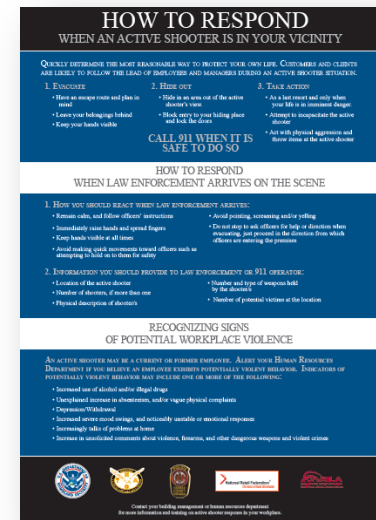 HOW TO RESPOND
WHEN AN ACTIVE SHOOTER IS IN YOUR VICINITY
Quickly determine the most reasonable way to protect your own life. Customers and clients
are likely to follow the lead of employees and managers during an active shooter situation.
1. Evacuate
• Have an escape route and plan in
mind
• Leave your belongings behind
• Keep your hands visible
2. Hide out
• Hide in an area out of the active
shooter's view.
• Block entry to your hiding place
and lock the doors
3. Take action
• As a last resort and only when
your life is in imminent danger.
• Attempt to incapacitate the active
shooter
• Act with physical aggression and
throw items at the active shooter
CALL 911 WHEN IT IS
SAFE TO DO SO
HOW TO RESPOND
WHEN LAW ENFORCEMENT ARRIVES ON THE SCENE
1. How you should react when law enforcement arrives:
• Remain calm, and follow officers' instructions
• Immediately raise hands and spread fingers
• Keep hands visible at all times
• Avoid making quick movements toward officers such as
attempting to hold on to them for safety
• Avoid pointing, screaming and/or yelling
• Do not stop to ask officers for help or direction when
evacuating, just proceed in the direction from which
officers are entering the premises
2. Information you should provide to law enforcement or 911 operator:
• Location of the active shooter
• Number of shooters, if more than one
• Physical description of shooter/s
• Number and type of weapons held
by the shooter/s
• Number of potential victims at the location
RECOGNIZING SIGNS
OF POTENTIAL WORKPLACE VIOLENCE
An active shooter may be a current or former employee. Alert your Human Resources
Department if you believe an employee exhibits potentially violent behavior. Indicators of
potentially violent behavior may include one or more of the following:
• Increased use of alcohol and/or illegal drugs
• Unexplained increase in absenteeism, and/or vague physical complaints
• Depression/Withdrawal
• Increased severe mood swings, and noticeably unstable or emotional responses
• Increasingly talks of problems at home
• Increase in unsolicited comments about violence, firearms, and other dangerous weapons and violent crimes
National Retail Federation
Contact your building management or human resources department
for more information and training on active shooter response in your workplace.